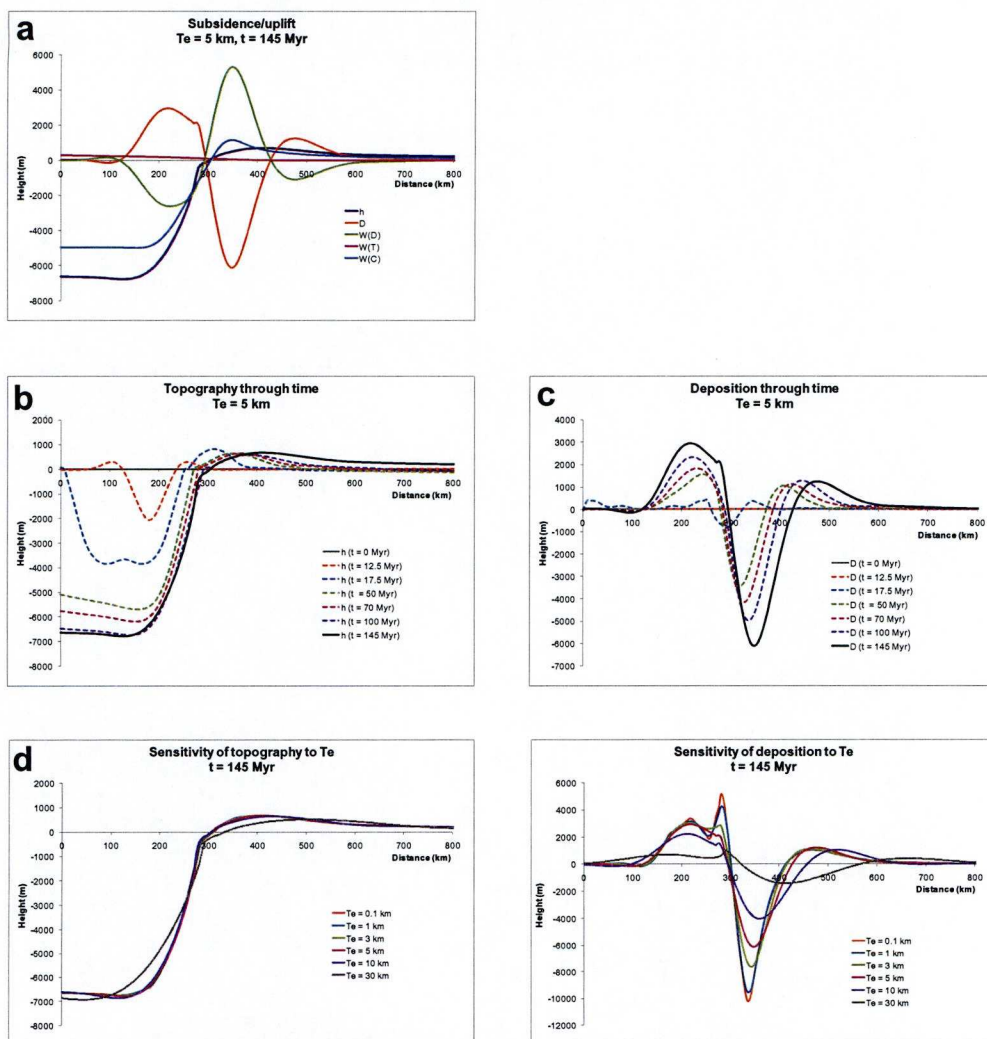 a
Subsidence/uplift
Te = 5 km, t = 145 Myr
6000
4000
2000
0
-2000
-4000
-6000
-8000
0 100 200 300 400 500 600 700 800
Height (m)
Distance (km)
h
D
W(D)
W(T)
W(C)
b
Topography through time
Te = 5 km
2000
1000
0
-1000
-2000
-3000
-4000
-5000
-6000
-7000
-8000
0 200 400 600 800
Height (m)
Distance (km)
h (t = 0 Myr)
h (t = 12.5 Myr)
h (t = 17.5 Myr)
h (t = 50 Myr)
h (t = 70 Myr)
h (t = 100 Myr)
h (t = 145 Myr)
c
Deposition through time
Te = 5 km
4000
3000
2000
1000
0
-1000
-2000
-3000
-4000
-5000
-6000
-7000
0 100 200 300 400 500 600 700 800
Height (m)
Distance (km)
D (t = 0 Myr)
D (t = 12.5 Myr)
D (t = 17.5 Myr)
D (t = 50 Myr)
D (t = 70 Myr)
D (t = 100 Myr)
D (t = 145 Myr)
d
Sensitivity of topography to Te
t = 145 Myr
2000
1000
0
-1000
-2000
-3000
-4000
-5000
-6000
-7000
-8000
0 200 400 600 800
Height (m)
Distance (km)
Te = 0.1 km
Te = 1 km
Te = 3 km
Te = 5 km
Te = 10 km
Te = 30 km
Sensitivity of deposition to Te
t = 145 Myr
6000
4000
2000
0
-2000
-4000
-6000
-8000
-10000
-12000
0 100 200 300 400 500 600 700 800
Height (m)
Distance (km)
Te = 0.1 km
Te = 1 km
Te = 3 km
Te = 5 km
Te = 10 km
Te = 30 km